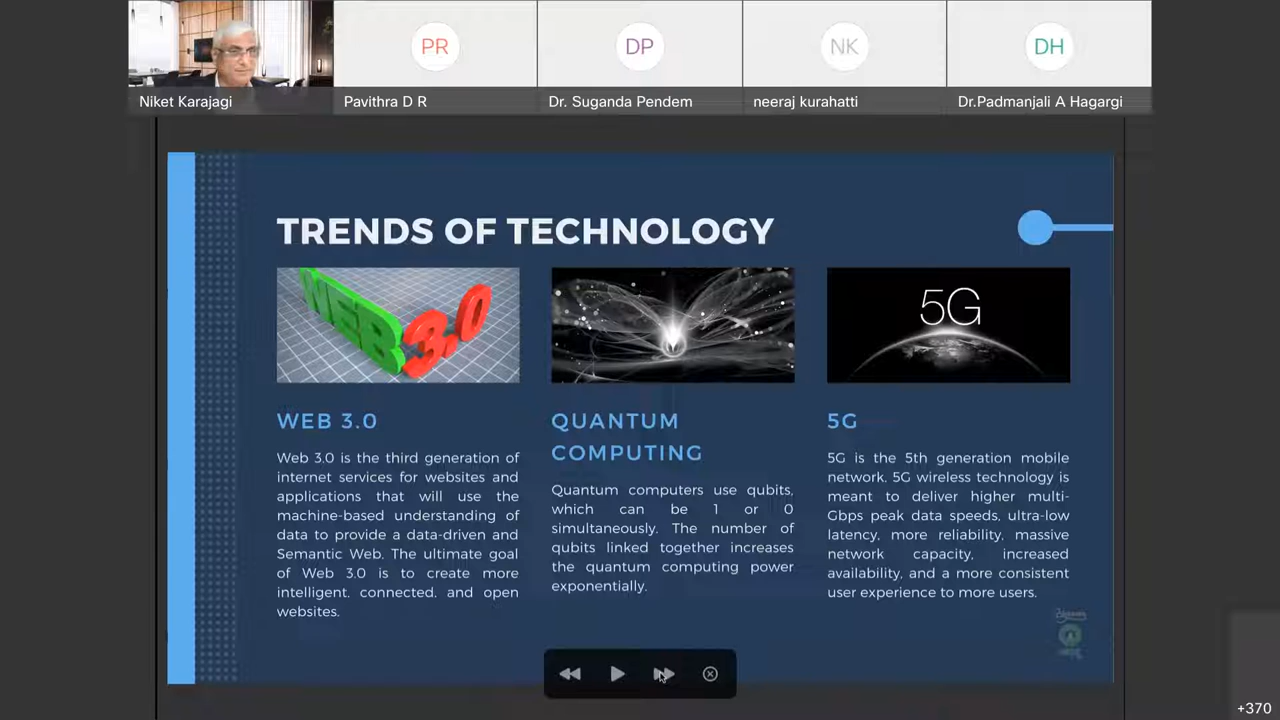 PR
DP
NK
DH
Niket Karajagi
Pavithra D R
Dr. Suganda Pendem
neeraj kurahatti
Dr.Padmanjali A Hagargi
TRENDS OF TECHNOLOGY
WEB 3.0
5G
WEB 3.0
Web 3.0 is the third generation of
internet services for websites and
applications that will use the
machine-based understanding of
data to provide a data-driven and
Semantic Web. The ultimate goal
of Web 3.0 is to create more
intelligent, connected, and open
websites.
QUANTUM
COMPUTING
Quantum computers use qubits,
which can be 1 or 0
simultaneously. The number of
qubits linked together increases
the quantum computing power
exponentially.
5G
5G is the 5th generation mobile
network. 5G wireless technology is
meant to deliver higher multi-
Gbps peak data speeds, ultra-low
latency, more reliability, massive
network capacity, increased
availability, and a more consistent
user experience to more users.
+370